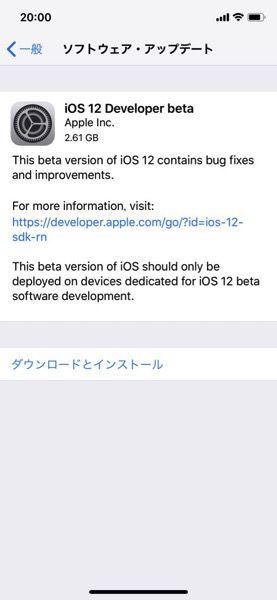 20:00
一般
ソフトウェア・アップデート
iOS 12 Developer beta
Apple Inc.
2.61 GB
This beta version of iOS 12 contains bug fixes
and improvements.
For more information, visit:
https://developer.apple.com/go/?id=ios-12-
sdk-rn
This beta version of iOS should only be
deployed on devices dedicated for iOS 12 beta
software development.
ダウンロードとインストール